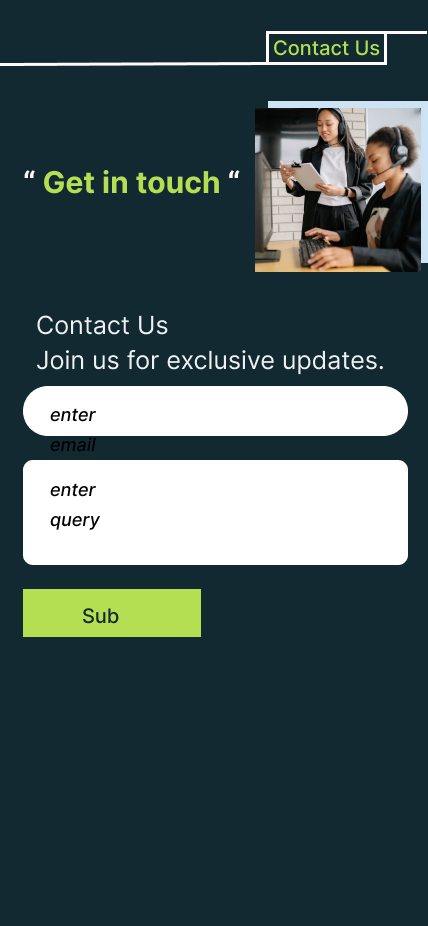 Contact Us
“ Get in touch “
Contact Us
Join us for exclusive updates.
enter
email
enter
query
Sub